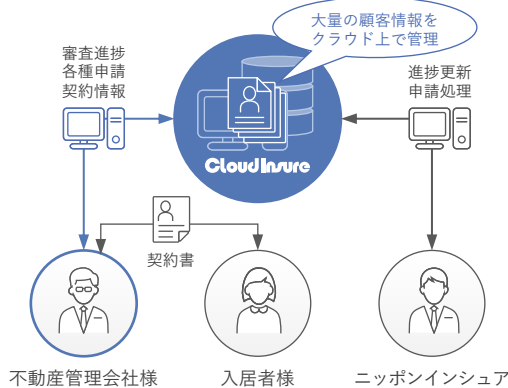 大量の顧客情報を
クラウド上で管理
審査進捗
各種申請
契約情報
進捗更新
申請処理
CloudInsure
契約書
不動産管理会社様
入居者様
ニッポンインシュア